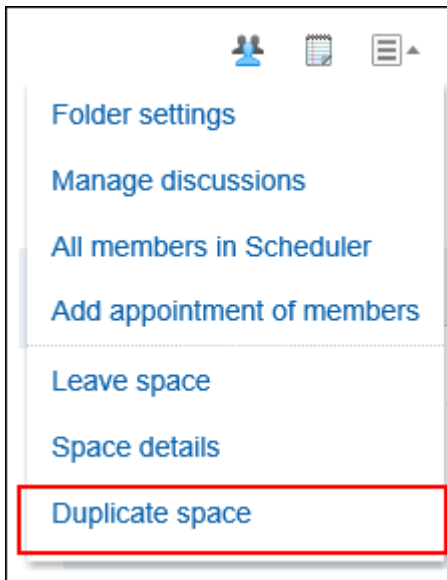 Folder settings
Manage discussions
All members in Scheduler
Add appointment of members
Leave space
Space details
Duplicate space